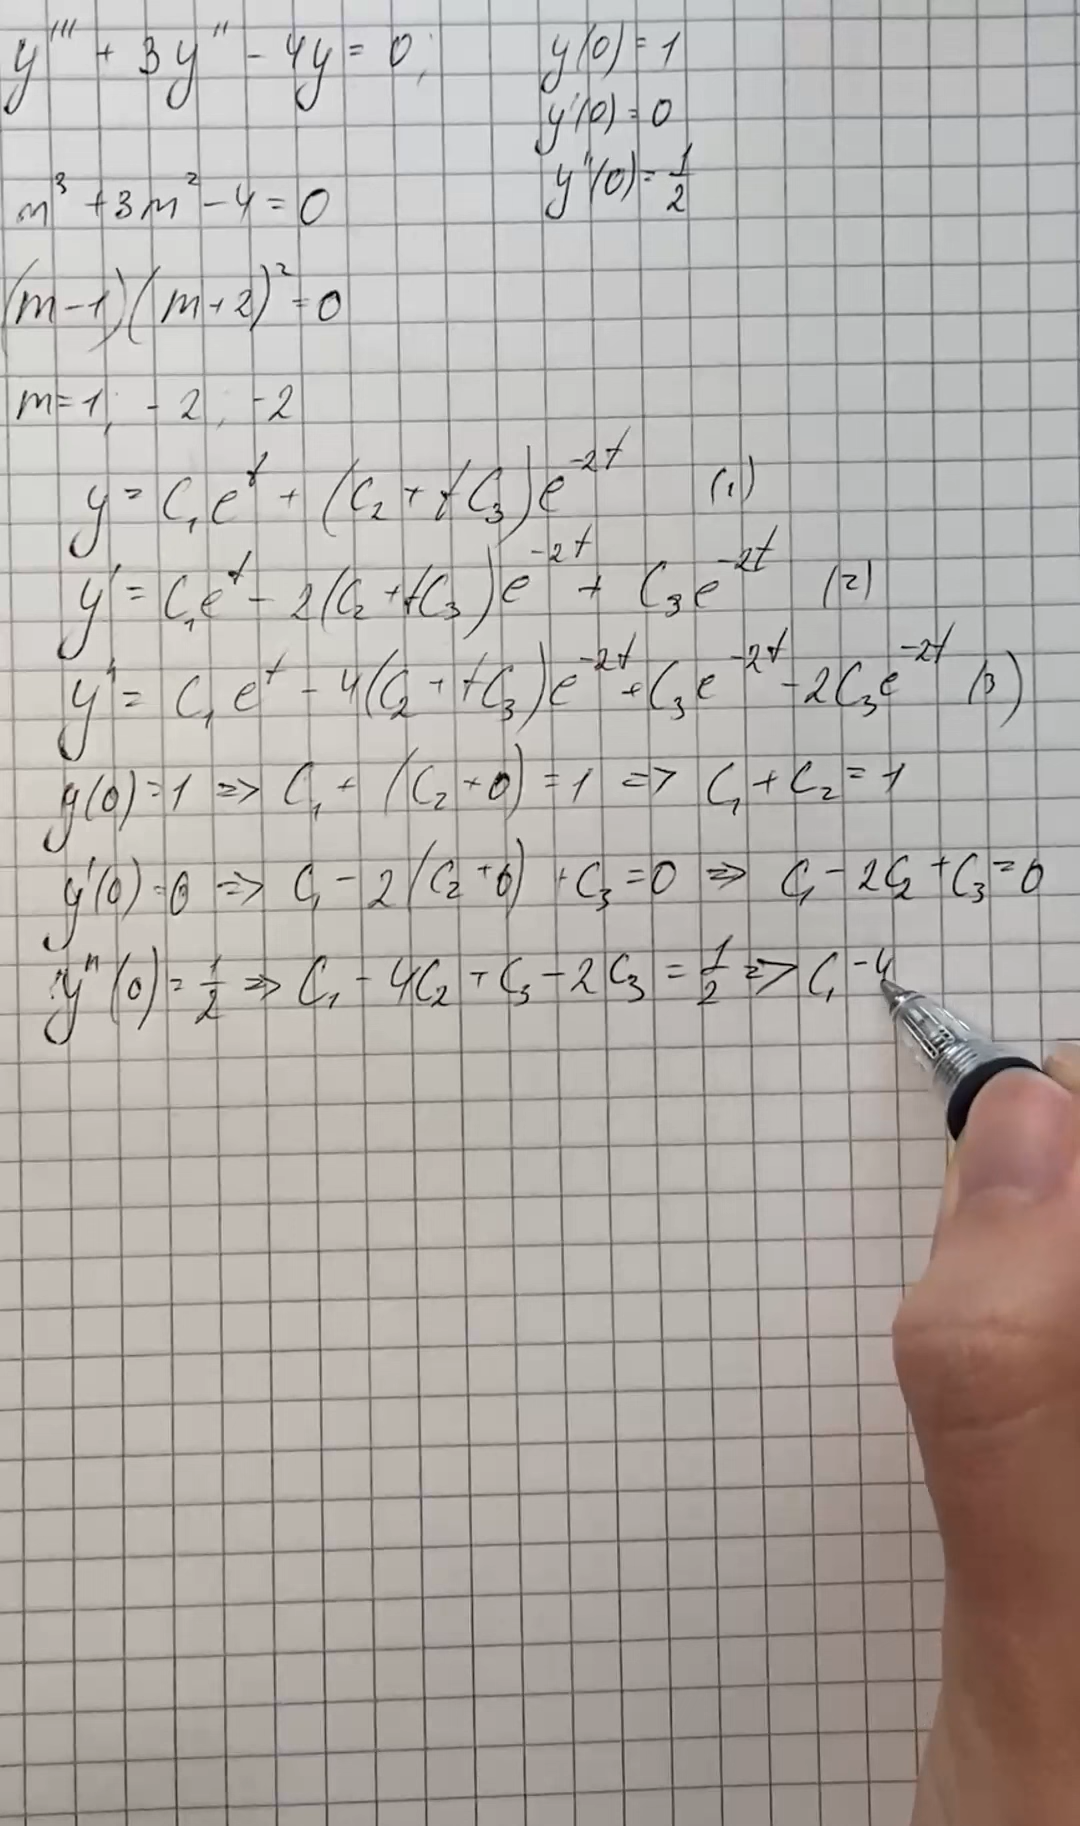 y''' + 3y'' - 4y = 0; y(0) = 1
y'(0) = 0
y''(0) = 1/2
m³ + 3m² - 4 = 0
(m-1)(m+2)² = 0
m = 1; -2; -2
y = C₁e^t + (C₂ + tC₃)e^-2t (1)
y' = C₁e^t - 2(C₂ + tC₃)e^-2t + C₃e^-2t (2)
y'' = C₁e^t - 4(C₂ + tC₃)e^-2t + C₃e^-2t - 2C₃e^-2t (3)
y(0) = 1 => C₁ + (C₂ + 0) = 1 => C₁ + C₂ = 1
y'(0) = 0 => C₁ - 2(C₂ + 0) + C₃ = 0 => C₁ - 2C₂ + C₃ = 0
y''(0) = 1/2 => C₁ - 4C₂ + C₃ - 2C₃ = 1/2 => C₁ - 4